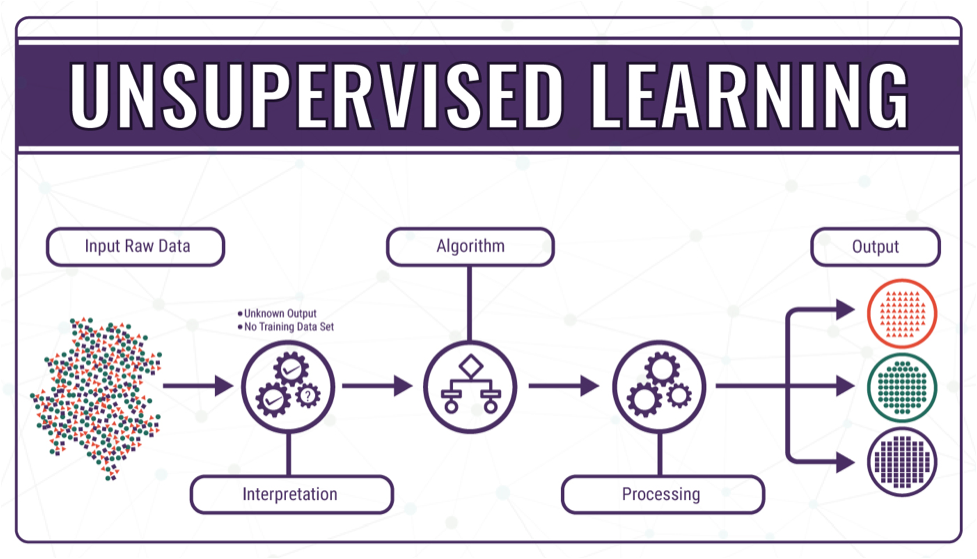 UNSUPERVISED LEARNING
Input Raw Data
Algorithm
Output
• Unknown Output
• No Training Data Set
?
Interpretation
Processing